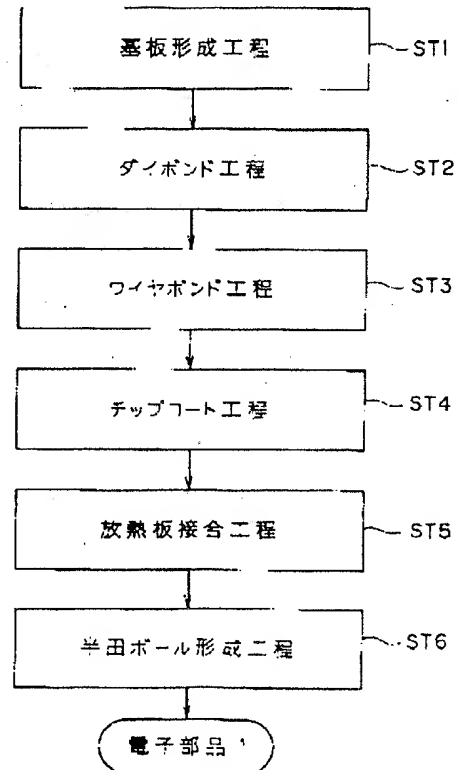 基板形成工程
ST1
ダイボンド工程
ST2
ワイヤボンド工程
ST3
チップコート工程
ST4
放熱板接合工程
ST5
半田ボール形成工程
ST6
電子部品 1